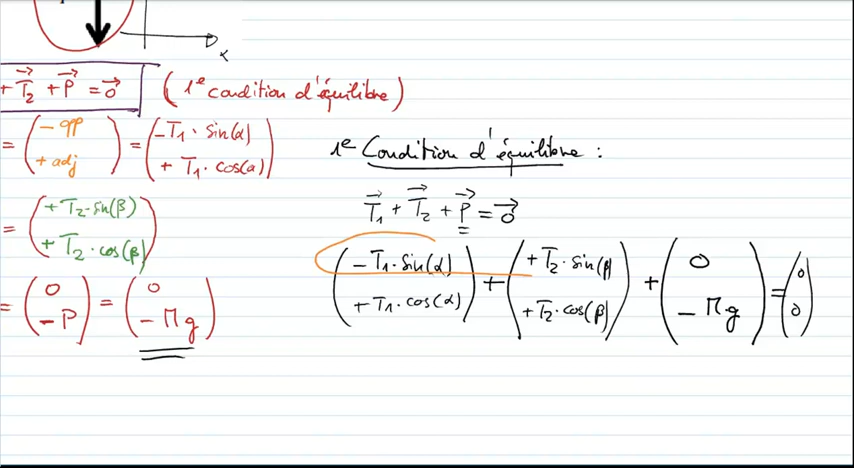 x
+ T₂ + P = 0 (1e condition d'équilibre)
= ( - opp + adj ) = ( -T₁ · sin(α) + T₁ · cos(α) )
= ( +T₂ · sin(β) + T₂ · cos(β) )
= ( 0 - P ) = ( 0 - Mg )
1e Condition d'équilibre :
T₁ + T₂ + P = 0
( -T₁ · sin(α) +T₁ · cos(α) ) + ( +T₂ · sin(β +T₂ · cos(β) ) + ( 0 - Mg ) = ( 0 0 )